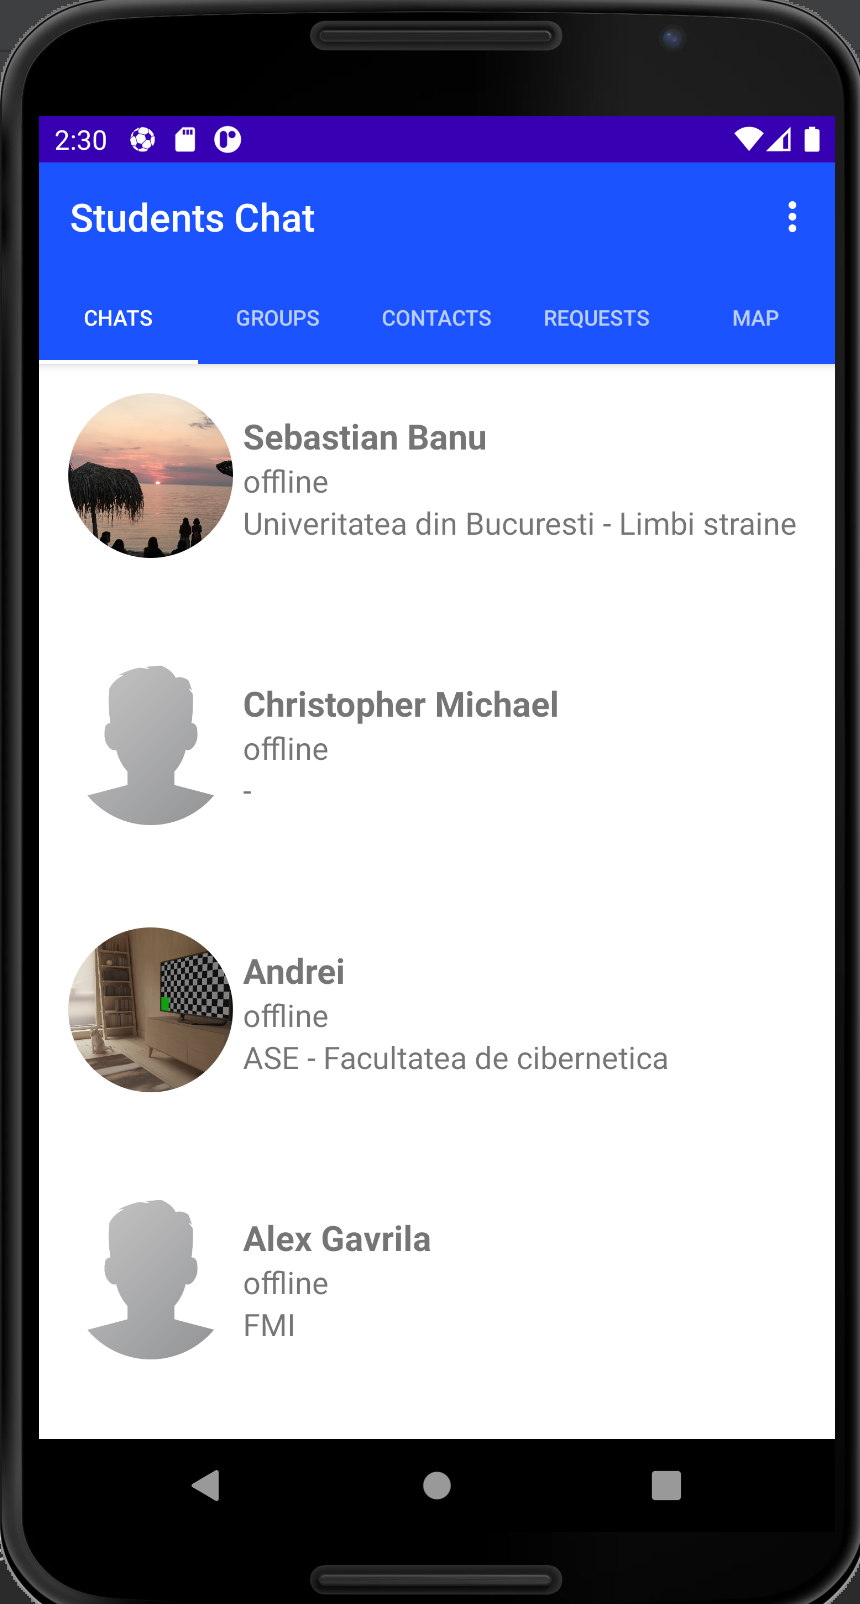 2:30
Students Chat
CHATS GROUPS CONTACTS REQUESTS MAP
Sebastian Banu
offline
Univeritatea din Bucuresti - Limbi straine
Christopher Michael
offline
-
Andrei
offline
ASE - Facultatea de cibernetica
Alex Gavrila
offline
FMI